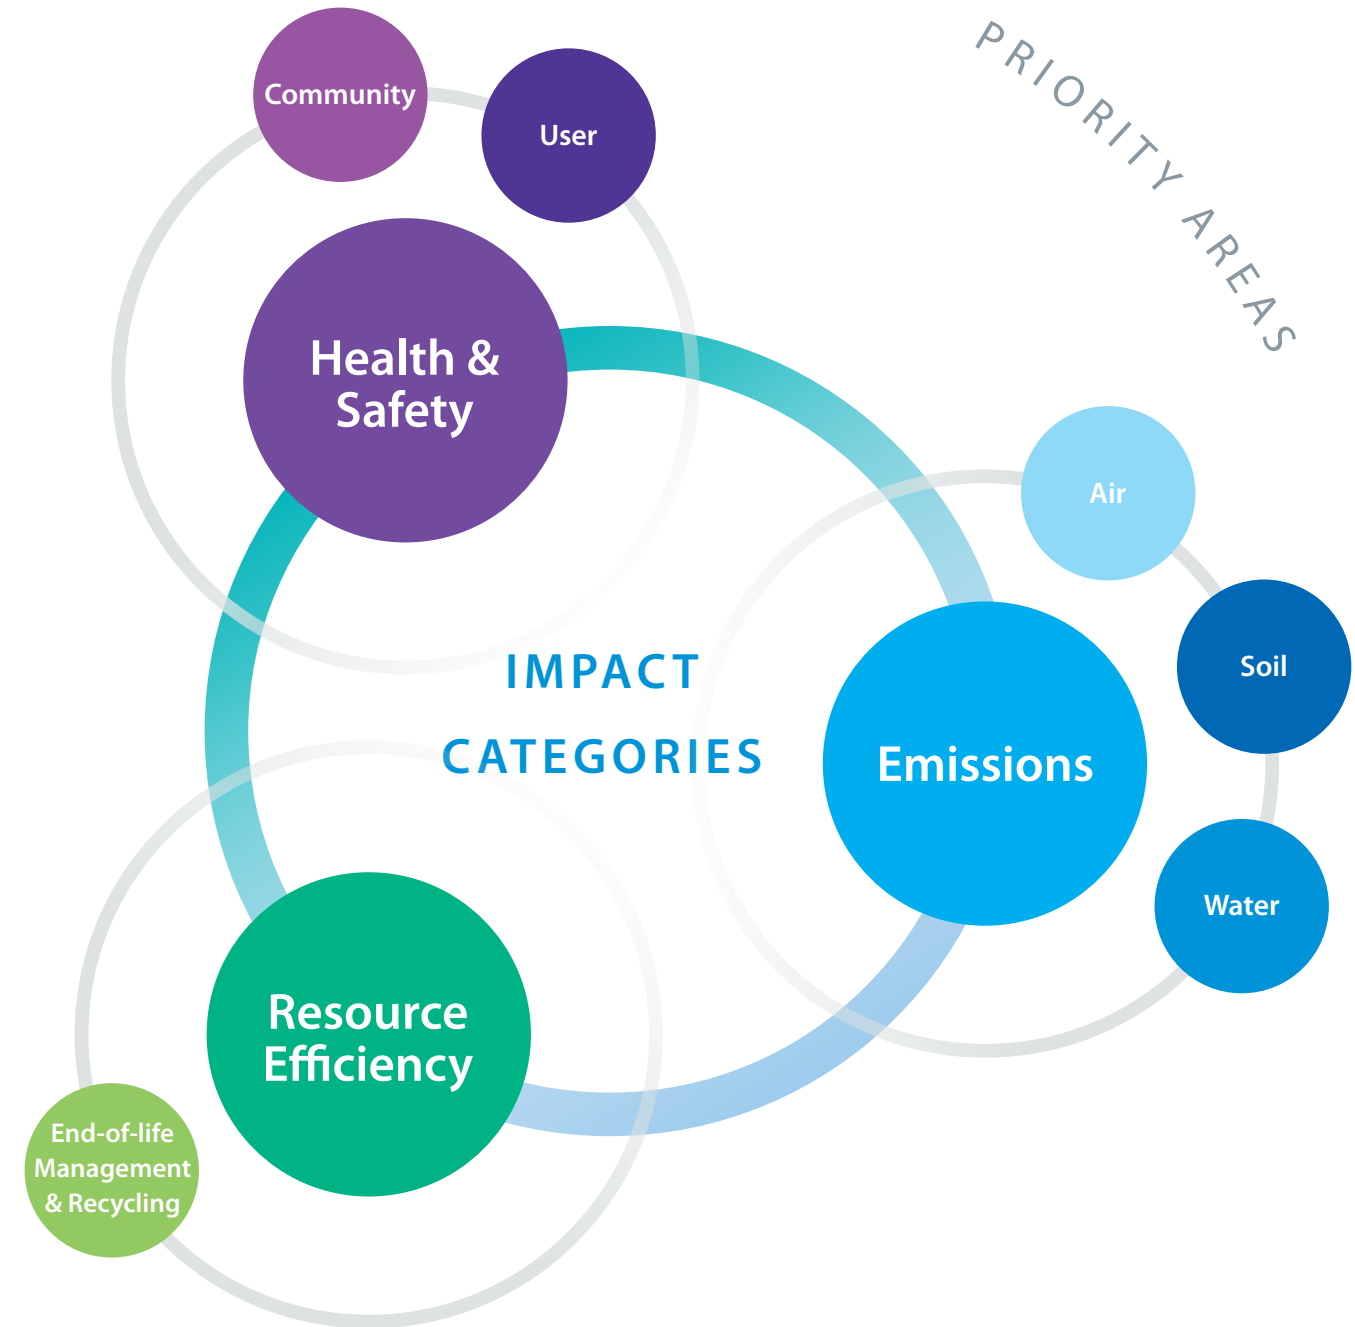 PRIORITY AREAS
Community
User
Health &
Safety
Air
Soil
IMPACT
CATEGORIES
Emissions
Water
Resource
Efficiency
End-of-life
Management
& Recycling